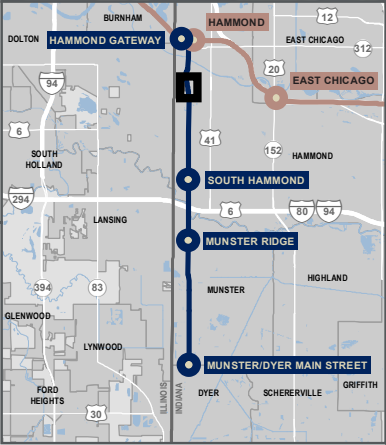 BURNHAM
HAMMOND
12
DOLTON
HAMMOND GATEWAY
EAST CHICAGO
312
20
94
EAST CHICAGO
6
41
152
SOUTH
HOLLAND
HAMMOND
SOUTH HAMMOND
294
6
80
94
LANSING
MUNSTER RIDGE
394
83
MUNSTER
HIGHLAND
GLENWOOD
LYNWOOD
MUNSTER/DYER MAIN STREET
FORD
HEIGHTS
30
ILLINOIS
INDIANA
DYER
SCHERERVILLE
GRIFFITH